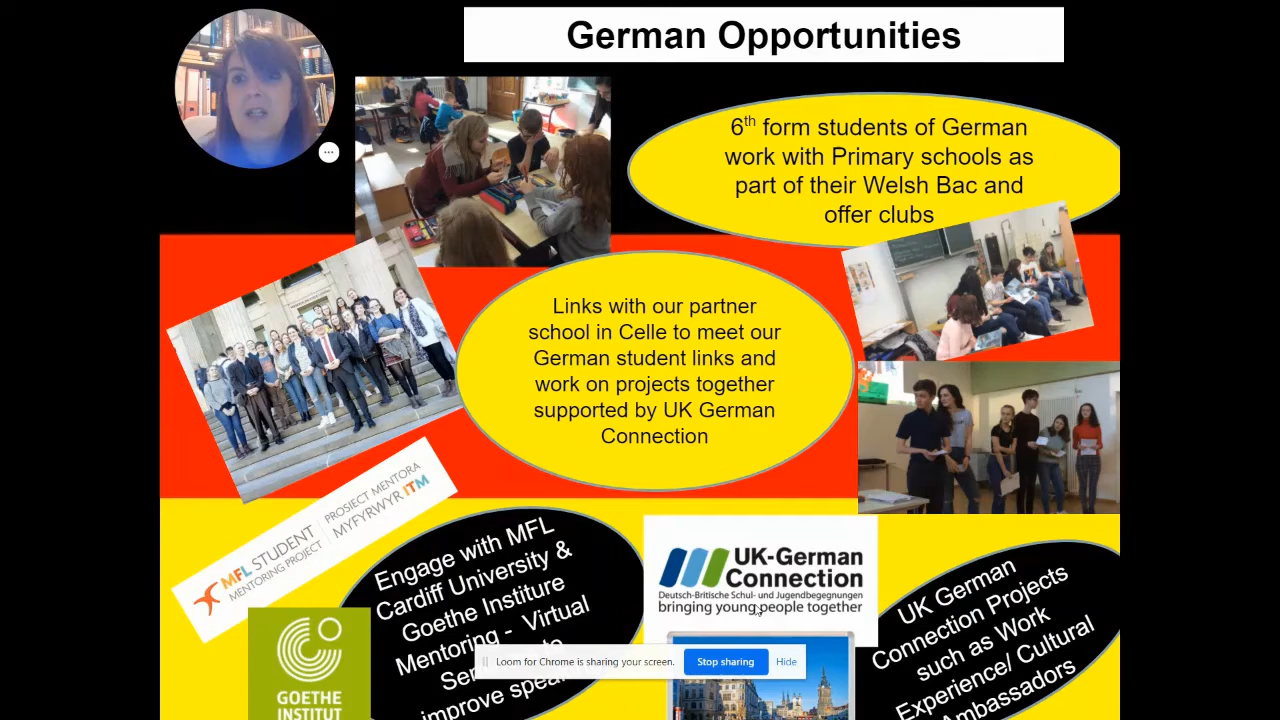 German Opportunities
6th form students of German
work with Primary schools as
part of their Welsh Bac and
offer clubs
Links with our partner
school in Celle to meet our
German student links and
work on projects together
supported by UK German
Connection
MFL STUDENT
MENTORING PROJECT
PROSIECT MENTORA
MYFYRWYR ITM
Engage with MFL
Cardiff University &
Goethe Institure
Mentoring - Virtual
improve
GOETHE
INSTITUT
UK-German
Connection
Deutsch-Britische Schul- und Jugendbegegnungen
bringing young people together
UK German
Connection Projects
such as Work
Experience/ Cultural
Ambassadors
Loom for Chrome is sharing your screen.
Stop sharing
Hide